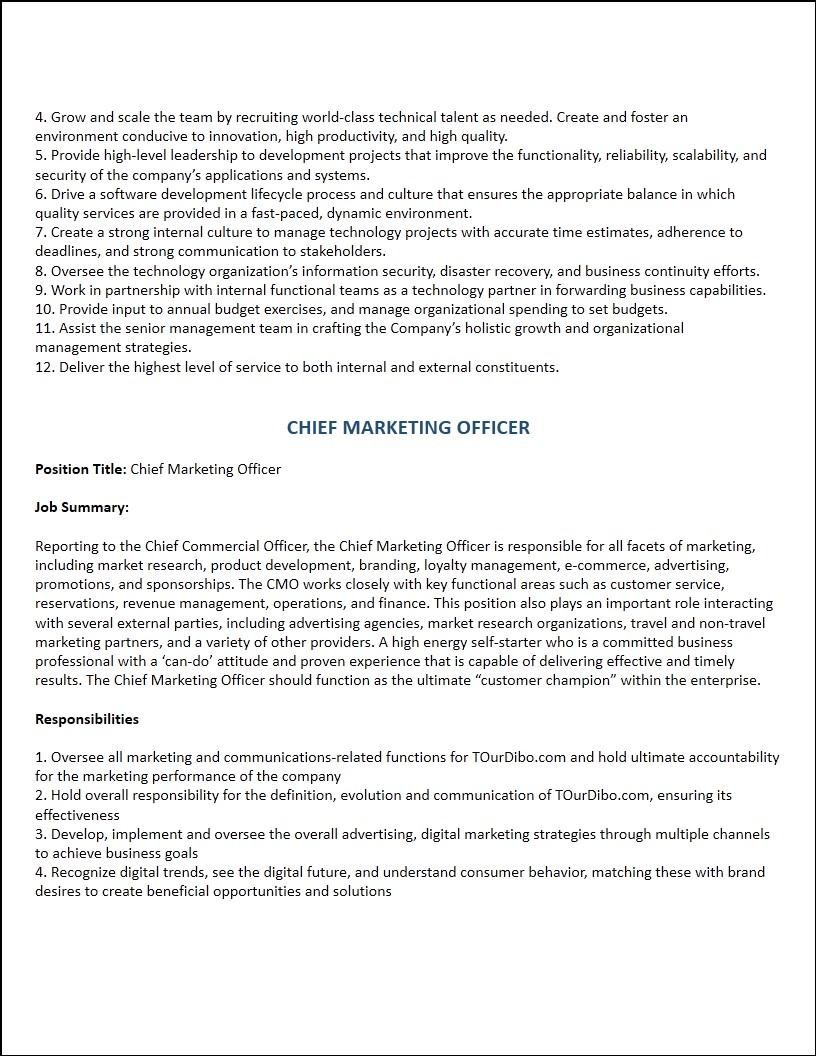 4. Grow and scale the team by recruiting world-class technical talent as needed. Create and foster an
environment conducive to innovation, high productivity, and high quality.
5. Provide high-level leadership to development projects that improve the functionality, reliability, scalability, and
security of the company’s applications and systems.
6. Drive a software development lifecycle process and culture that ensures the appropriate balance in which
quality services are provided in a fast-paced, dynamic environment.
7. Create a strong internal culture to manage technology projects with accurate time estimates, adherence to
deadlines, and strong communication to stakeholders.
8. Oversee the technology organization’s information security, disaster recovery, and business continuity efforts.
9. Work in partnership with internal functional teams as a technology partner in forwarding business capabilities.
10. Provide input to annual budget exercises, and manage organizational spending to set budgets.
11. Assist the senior management team in crafting the Company’s holistic growth and organizational
management strategies.
12. Deliver the highest level of service to both internal and external constituents.
CHIEF MARKETING OFFICER
Position Title: Chief Marketing Officer
Job Summary:
Reporting to the Chief Commercial Officer, the Chief Marketing Officer is responsible for all facets of marketing,
including market research, product development, branding, loyalty management, e-commerce, advertising,
promotions, and sponsorships. The CMO works closely with key functional areas such as customer service,
reservations, revenue management, operations, and finance. This position also plays an important role interacting
with several external parties, including advertising agencies, market research organizations, travel and non-travel
marketing partners, and a variety of other providers. A high energy self-starter who is a committed business
professional with a ‘can-do’ attitude and proven experience that is capable of delivering effective and timely
results. The Chief Marketing Officer should function as the ultimate “customer champion” within the enterprise.
Responsibilities
1. Oversee all marketing and communications-related functions for TOurDibo.com and hold ultimate accountability
for the marketing performance of the company
2. Hold overall responsibility for the definition, evolution and communication of TOurDibo.com, ensuring its
effectiveness
3. Develop, implement and oversee the overall advertising, digital marketing strategies through multiple channels
to achieve business goals
4. Recognize digital trends, see the digital future, and understand consumer behavior, matching these with brand
desires to create beneficial opportunities and solutions